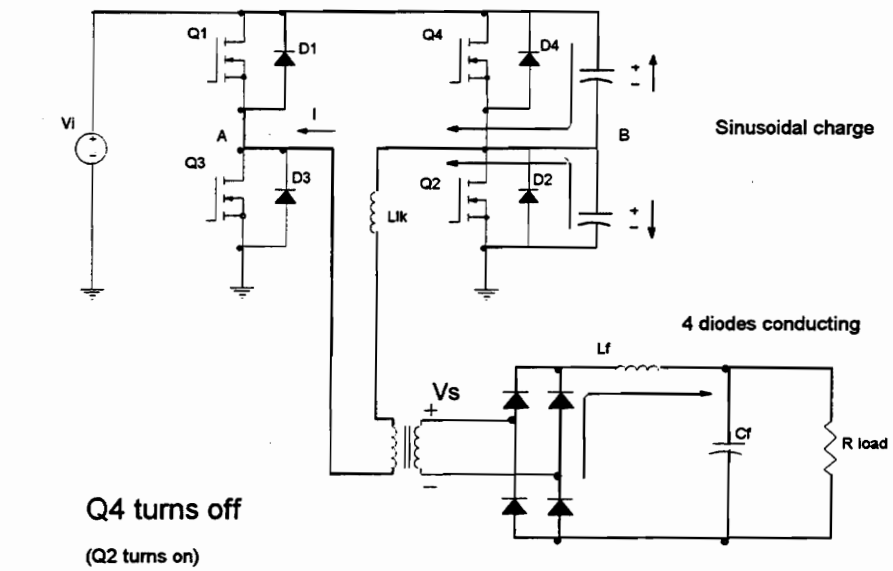 Q1
D1
Q4
D4
+
-
Vi
+
-
A
I
B
Sinusoidal charge
Q3
D3
Q2
D2
+
-
Llk
4 diodes conducting
Lf
Vs
+
-
Cf
R load
Q4 turns off
(Q2 turns on)